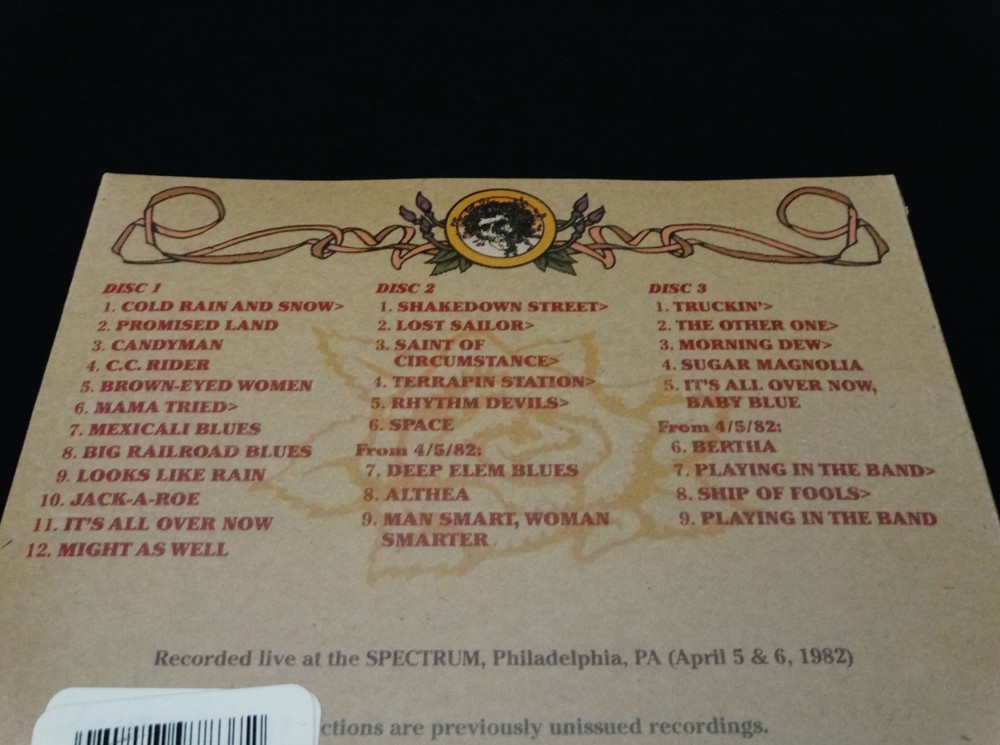 DISC 1
1. COLD RAIN AND SNOW>
2. PROMISED LAND
3. CANDYMAN
4. C.C. RIDER
5. BROWN-EYED WOMEN
6. MAMA TRIED>
7. MEXICALI BLUES
8. BIG RAILROAD BLUES
9. LOOKS LIKE RAIN
10. JACK-A-ROE
11. IT'S ALL OVER NOW
12. MIGHT AS WELL
DISC 2
1. SHAKEDOWN STREET>
2. LOST SAILOR>
3. SAINT OF
CIRCUMSTANCE>
4. TERRAPIN STATION>
5. RHYTHM DEVILS>
6. SPACE
From 4/5/82:
7. DEEP ELEM BLUES
8. ALTHEA
9. MAN SMART, WOMAN
SMARTER
DISC 3
1. TRUCKIN'>
2. THE OTHER ONE>
3. MORNING DEW>
4. SUGAR MAGNOLIA
5. IT'S ALL OVER NOW,
BABY BLUE
From 4/5/82:
6. BERTHA
7. PLAYING IN THE BAND>
8. SHIP OF FOOLS>
9. PLAYING IN THE BAND
Recorded live at the SPECTRUM, Philadelphia, PA (April 5 & 6, 1982)
ctions are previously unissued recordings.